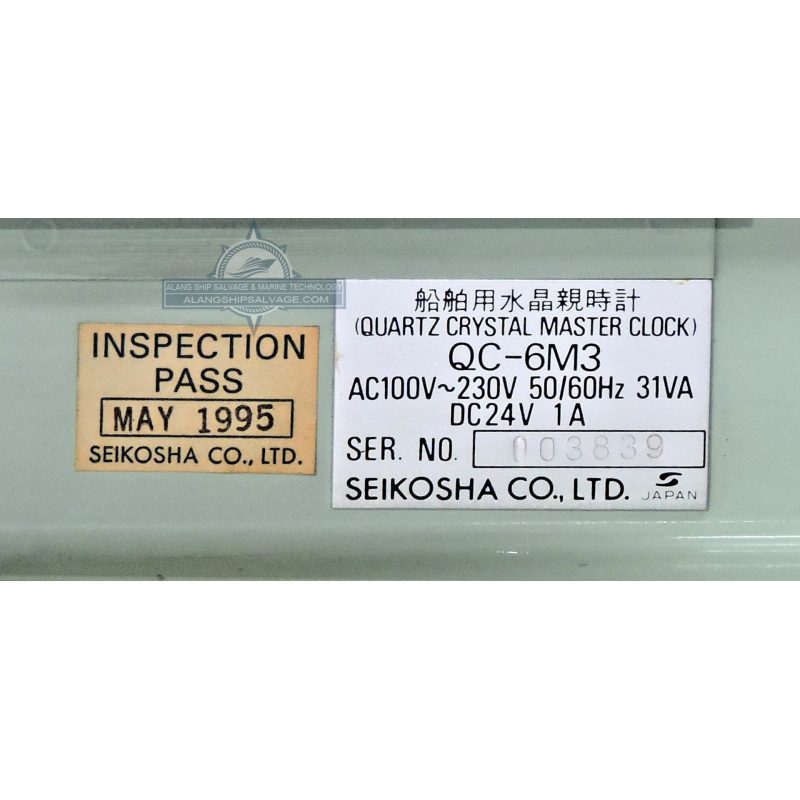 ALANG SHIP SALVAGE & MARINE TECHNOLOGY
ALANGSHIPSALVAGE.COM
INSPECTION
PASS
MAY 1995
SEIKOSHA CO., LTD.
船舶用水晶親時計
(QUARTZ CRYSTAL MASTER CLOCK)
QC-6M3
AC100V~230V 50/60Hz 31VA
DC24V 1A
SER. NO. 003839
SEIKOSHA CO., LTD. JAPAN